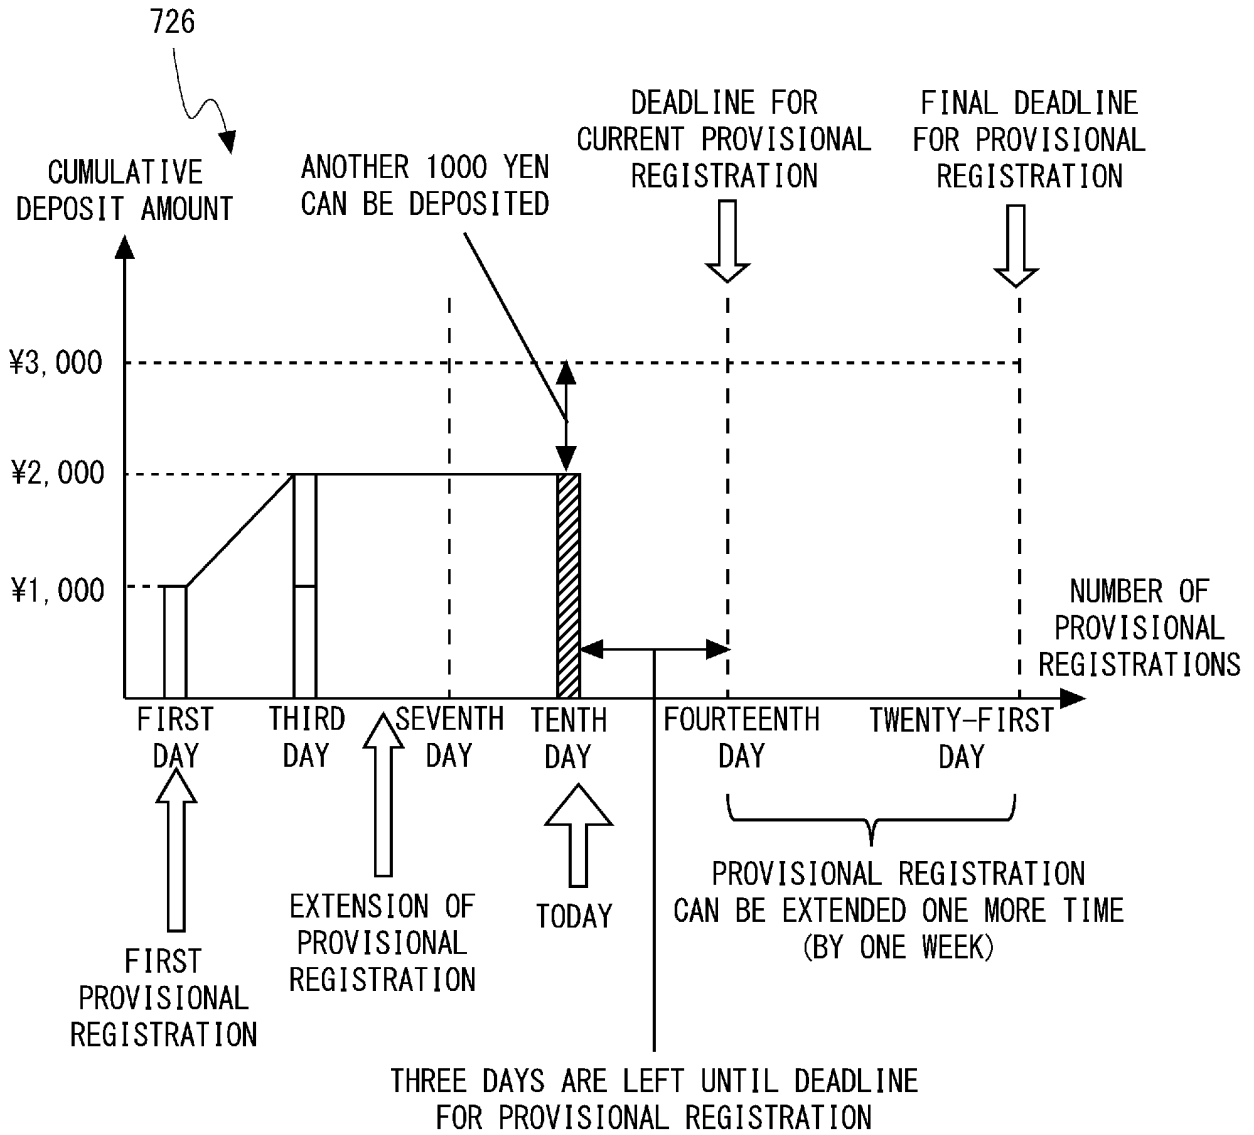 726
CUMULATIVE
DEPOSIT AMOUNT
ANOTHER 1000 YEN
CAN BE DEPOSITED
DEADLINE FOR
CURRENT PROVISIONAL
REGISTRATION
FINAL DEADLINE
FOR PROVISIONAL
REGISTRATION
¥3,000
¥2,000
¥1,000
NUMBER OF
PROVISIONAL
REGISTRATIONS
FIRST
DAY
THIRD
DAY
SEVENTH
DAY
TENTH
DAY
FOURTEENTH
DAY
TWENTY-FIRST
DAY
FIRST
PROVISIONAL
REGISTRATION
EXTENSION OF
PROVISIONAL
REGISTRATION
TODAY
PROVISIONAL REGISTRATION
CAN BE EXTENDED ONE MORE TIME
(BY ONE WEEK)
THREE DAYS ARE LEFT UNTIL DEADLINE
FOR PROVISIONAL REGISTRATION